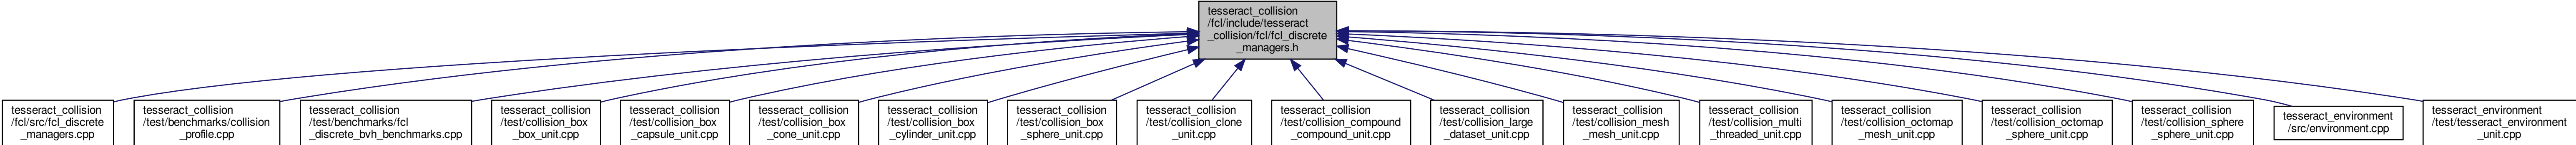 tesseract_collision
/fcl/include/tesseract
_collision/fcl/fcl_discrete
_managers.h
tesseract_collision
/fcl/src/fcl_discrete
_managers.cpp
tesseract_collision
/test/benchmarks/collision
_profile.cpp
tesseract_collision
/test/benchmarks/fcl
_discrete_bvh_benchmarks.cpp
tesseract_collision
/test/collision_box
_box_unit.cpp
tesseract_collision
/test/collision_box
_capsule_unit.cpp
tesseract_collision
/test/collision_box
_cone_unit.cpp
tesseract_collision
/test/collision_box
_cylinder_unit.cpp
tesseract_collision
/test/collision_box
_sphere_unit.cpp
tesseract_collision
/test/collision_clone
_unit.cpp
tesseract_collision
/test/collision_compound
_compound_unit.cpp
tesseract_collision
/test/collision_large
_dataset_unit.cpp
tesseract_collision
/test/collision_mesh
_mesh_unit.cpp
tesseract_collision
/test/collision_multi
_threaded_unit.cpp
tesseract_collision
/test/collision_octomap
_mesh_unit.cpp
tesseract_collision
/test/collision_octomap
_sphere_unit.cpp
tesseract_collision
/test/collision_sphere
_sphere_unit.cpp
tesseract_environment
/src/environment.cpp
tesseract_environment
/test/tesseract_environment
_unit.cpp